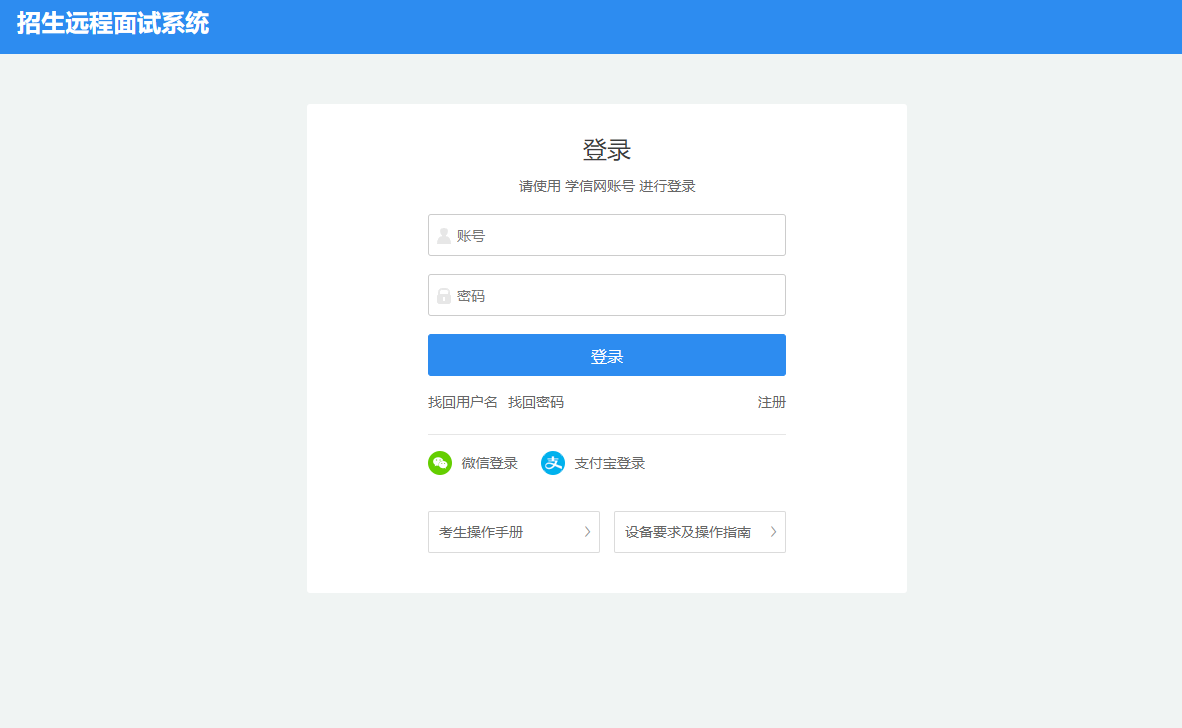 招生远程面试系统
登录
请使用 学信网账号 进行登录
账号
密码
登录
找回用户名 找回密码 注册
微信登录 支付宝登录
考生操作手册 设备要求及操作指南